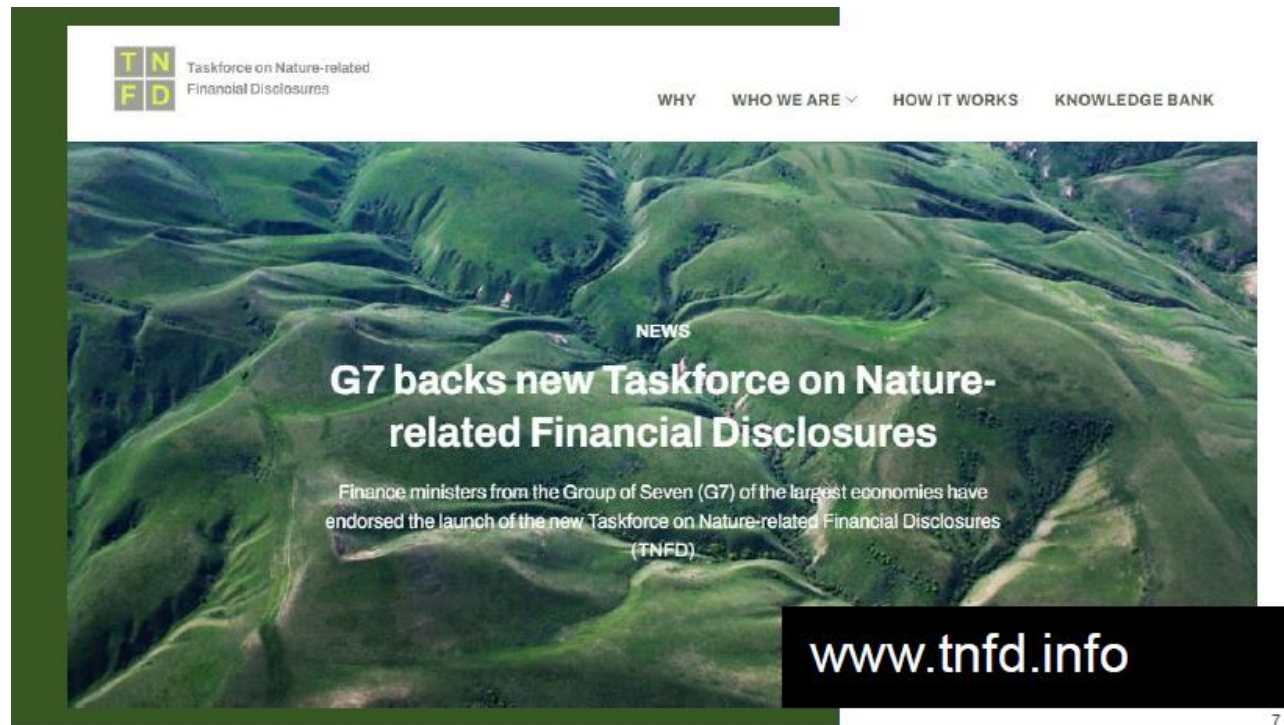 TN
FD
Taskforce on Nature-related
Financial Disclosures
WHY WHO WE ARE HOW IT WORKS KNOWLEDGE BANK
NEWS
G7 backs new Taskforce on Nature-
related Financial Disclosures
Finance ministers from the Group of Seven (G7) of the largest economies have
endorsed the launch of the new Taskforce on Nature-related Financial Disclosures
(TNFD)
www.tnfd.info
7